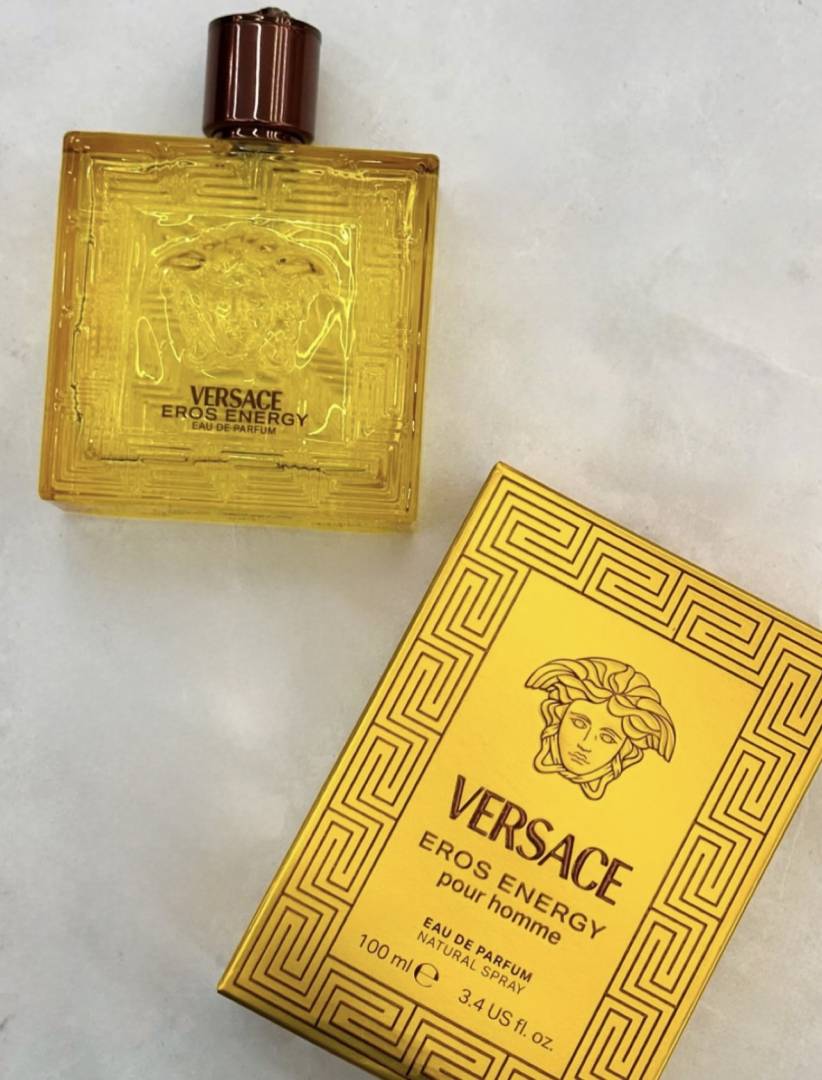 VERSACE
EROS ENERGY
EAU DE PARFUM
VERSACE
EROS ENERGY
pour homme
EAU DE PARFUM
NATURAL SPRAY
100 ml ℮ 3.4 US fl. oz.